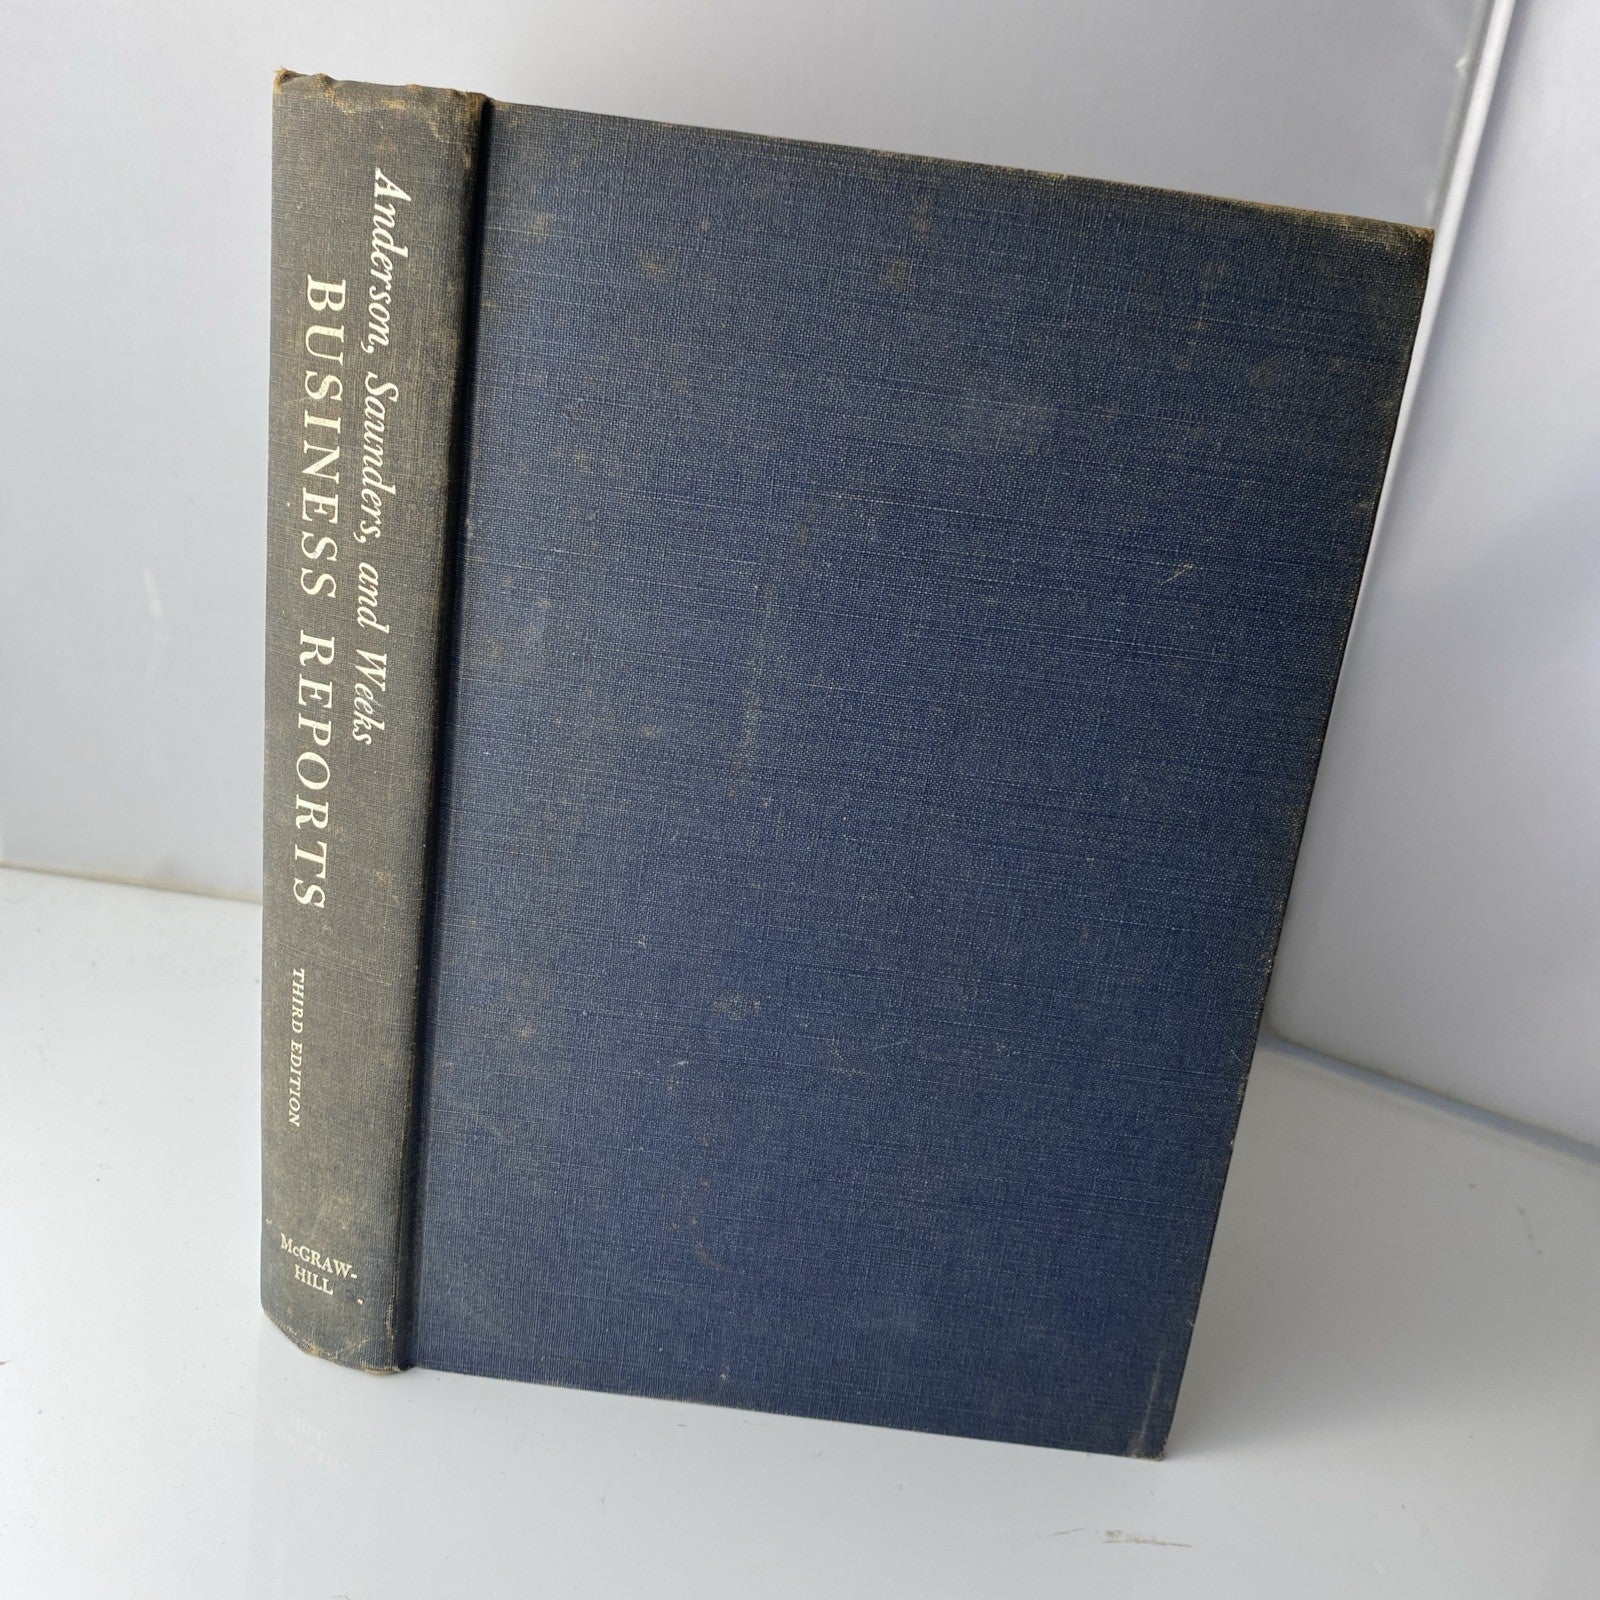 Anderson, Saunders, and Weeks
BUSINESS REPORTS
THIRD EDITION
McGRAW-
HILL